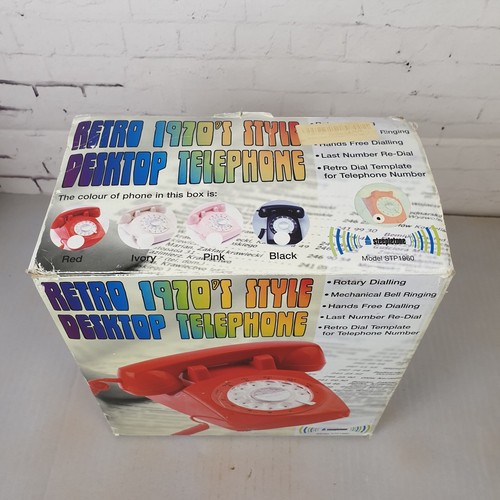 RETRO 1970'S STYLE
DESKTOP TELEPHONE
Ringing
Hands Free Dialling
• Last Number Re-Dial
• Retro Dial Template
for Telephone Number
The colour of phone in this box is:
Red
Ivory
Pink
Black
steepletone
Model STP1960
RETRO 1970'S STYLE
DESKTOP TELEPHONE
• Rotary Dialling
• Mechanical Bell Ringing
• Hands Free Dialling
• Last Number Re-Dial
• Retro Dial Template
for Telephone Number
steepletone